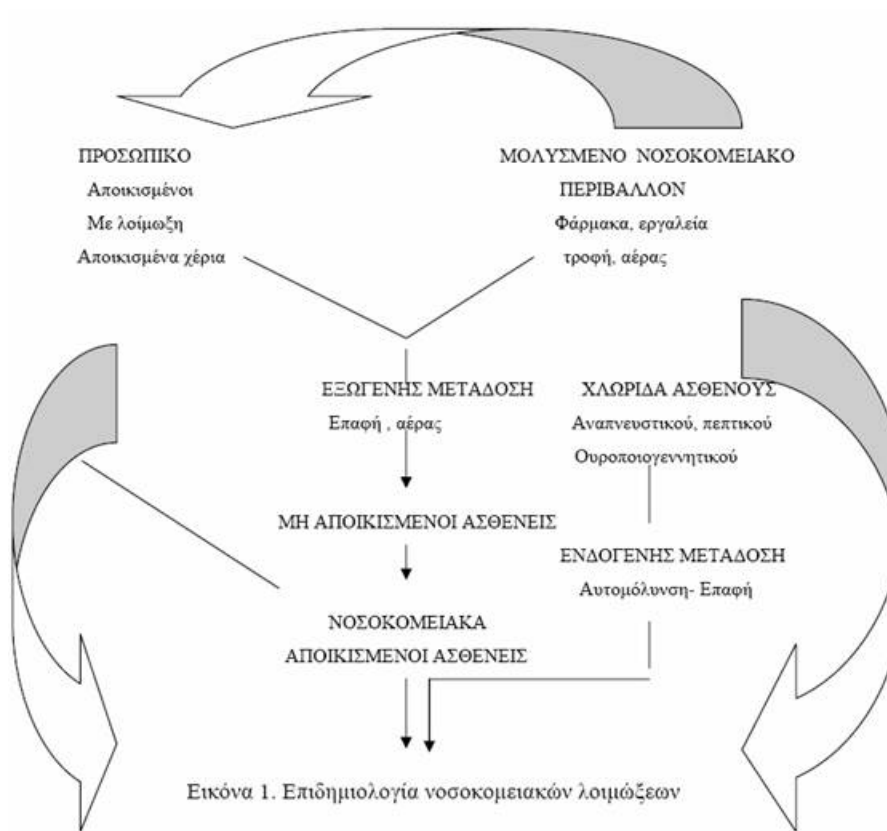 ΠΡΟΣΩΠΙΚΟ
Αποικισμένοι
Με λοίμωξη
Αποικισμένα χέρια
ΜΟΛΥΣΜΕΝΟ ΝΟΣΟΚΟΜΕΙΑΚΟ
ΠΕΡΙΒΑΛΛΟΝ
Φάρμακα, εργαλεία
τροφή, αέρας
ΕΞΩΓΕΝΗΣ ΜΕΤΑΔΟΣΗ
Επαφή , αέρας
ΧΛΩΡΙΔΑ ΑΣΘΕΝΟΥΣ
Αναπνευστικού, πεπτικού
Ουροποιογεννητικού
ΜΗ ΑΠΟΙΚΙΣΜΕΝΟΙ ΑΣΘΕΝΕΙΣ
ΕΝΔΟΓΕΝΗΣ ΜΕΤΑΔΟΣΗ
Αυτομόλυνση- Επαφή
ΝΟΣΟΚΟΜΕΙΑΚΑ
ΑΠΟΙΚΙΣΜΕΝΟΙ ΑΣΘΕΝΕΙΣ
Εικόνα 1. Επιδημιολογία νοσοκομειακών λοιμώξεων